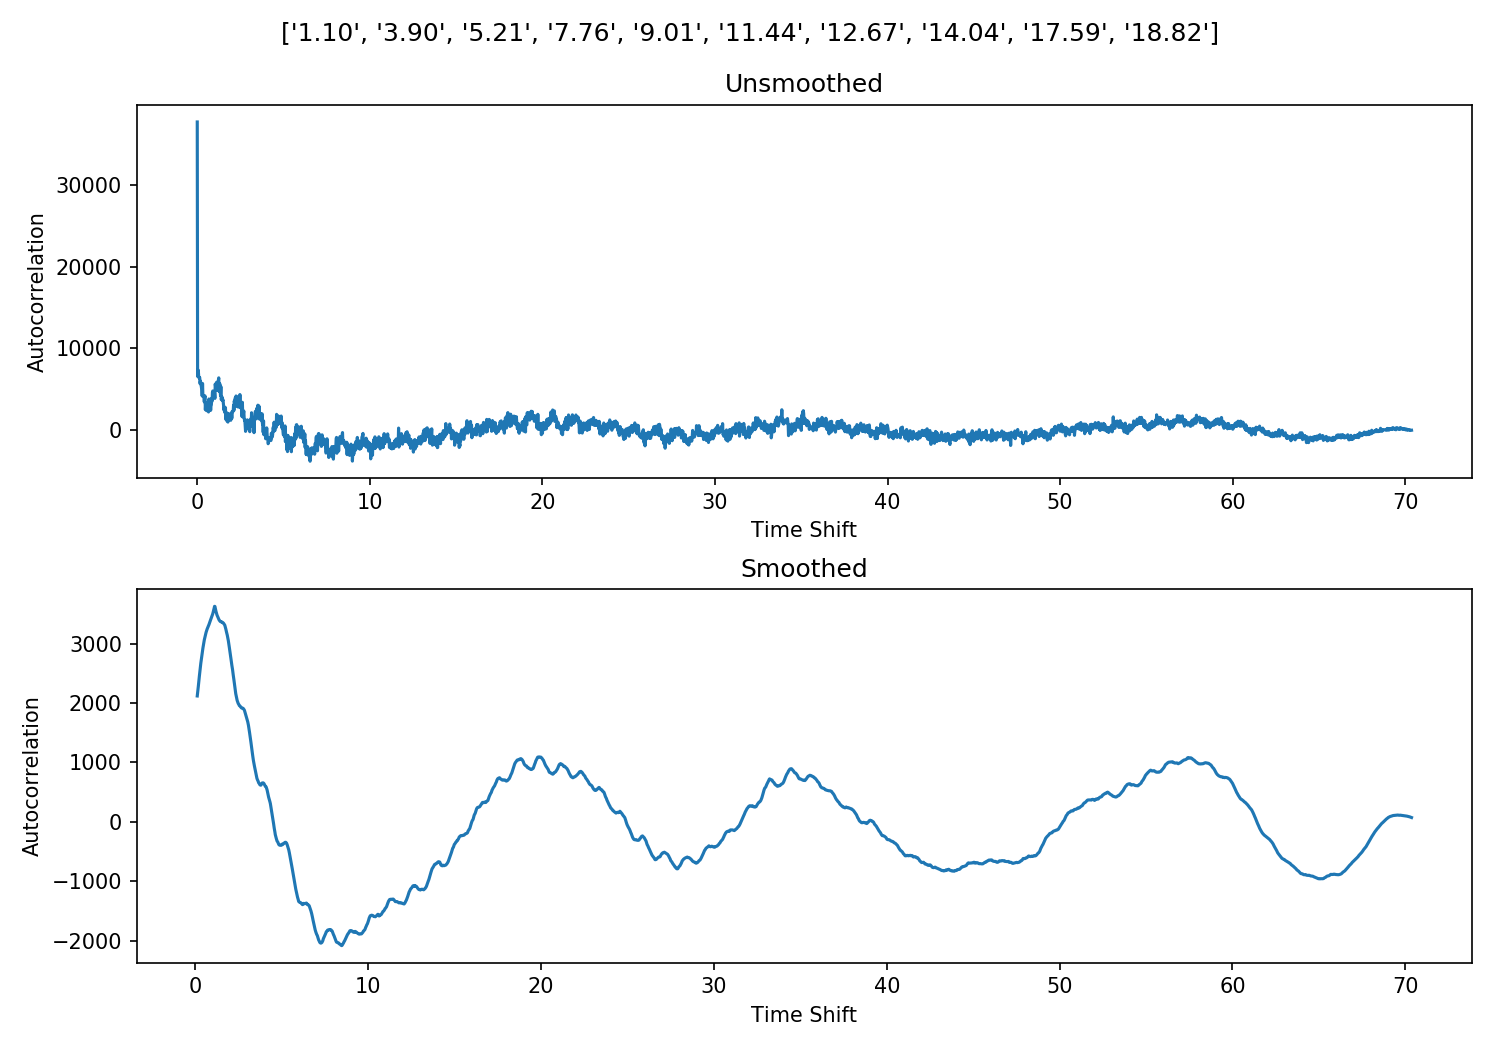 ['1.10', '3.90', '5.21', '7.76', '9.01', '11.44', '12.67', '14.04', '17.59', '18.82']
Unsmoothed
Autocorrelation
30000
20000
10000
0
0 10 20 30 40 50 60 70
Time Shift
Smoothed
Autocorrelation
3000
2000
1000
0
−1000
−2000
0 10 20 30 40 50 60 70
Time Shift